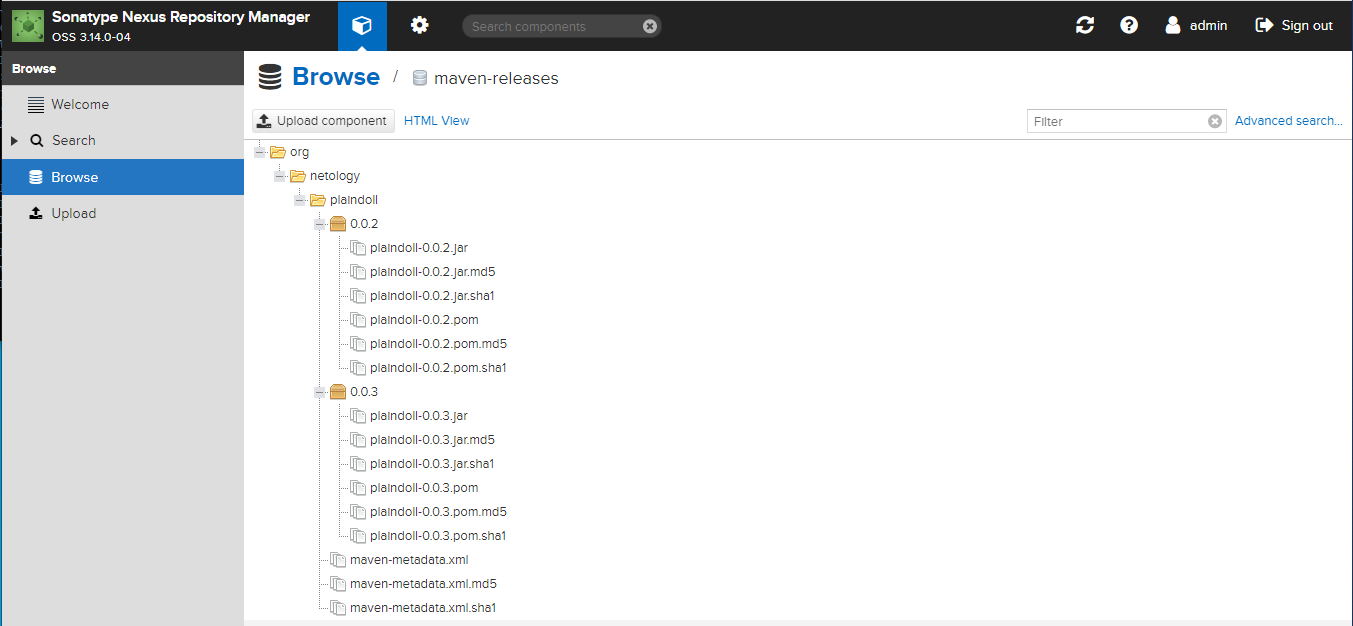 Sonatype Nexus Repository Manager
OSS 3.14.0-04
Search components
admin
Sign out
Browse
Welcome
Search
Browse
Upload
Browse / maven-releases
Upload component
HTML View
Filter
Advanced search...
org
netology
plaindoll
0.0.2
plaindoll-0.0.2.jar
plaindoll-0.0.2.jar.md5
plaindoll-0.0.2.jar.sha1
plaindoll-0.0.2.pom
plaindoll-0.0.2.pom.md5
plaindoll-0.0.2.pom.sha1
0.0.3
plaindoll-0.0.3.jar
plaindoll-0.0.3.jar.md5
plaindoll-0.0.3.jar.sha1
plaindoll-0.0.3.pom
plaindoll-0.0.3.pom.md5
plaindoll-0.0.3.pom.sha1
maven-metadata.xml
maven-metadata.xml.md5
maven-metadata.xml.sha1